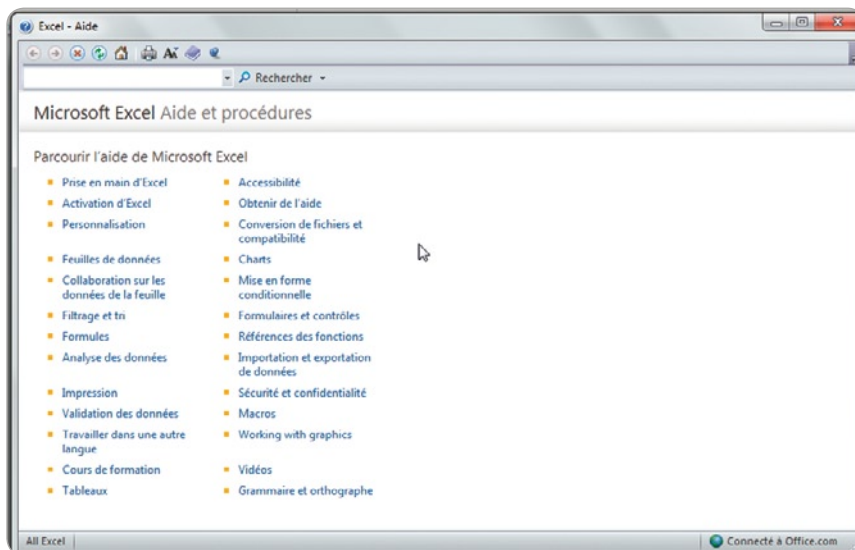 Excel - Aide
Rechercher
Microsoft Excel Aide et procédures
Parcourir l'aide de Microsoft Excel
Prise en main d'Excel
Activation d'Excel
Personnalisation
Feuilles de données
Collaboration sur les
données de la feuille
Filtrage et tri
Formules
Analyse des données
Impression
Validation des données
Travailler dans une autre
langue
Cours de formation
Tableaux
Accessibilité
Obtenir de l'aide
Conversion de fichiers et
compatibilité
Charts
Mise en forme
conditionnelle
Formulaires et contrôles
Références des fonctions
Importation et exportation
de données
Sécurité et confidentialité
Macros
Working with graphics
Vidéos
Grammaire et orthographe
All Excel
Connecté à Office.com